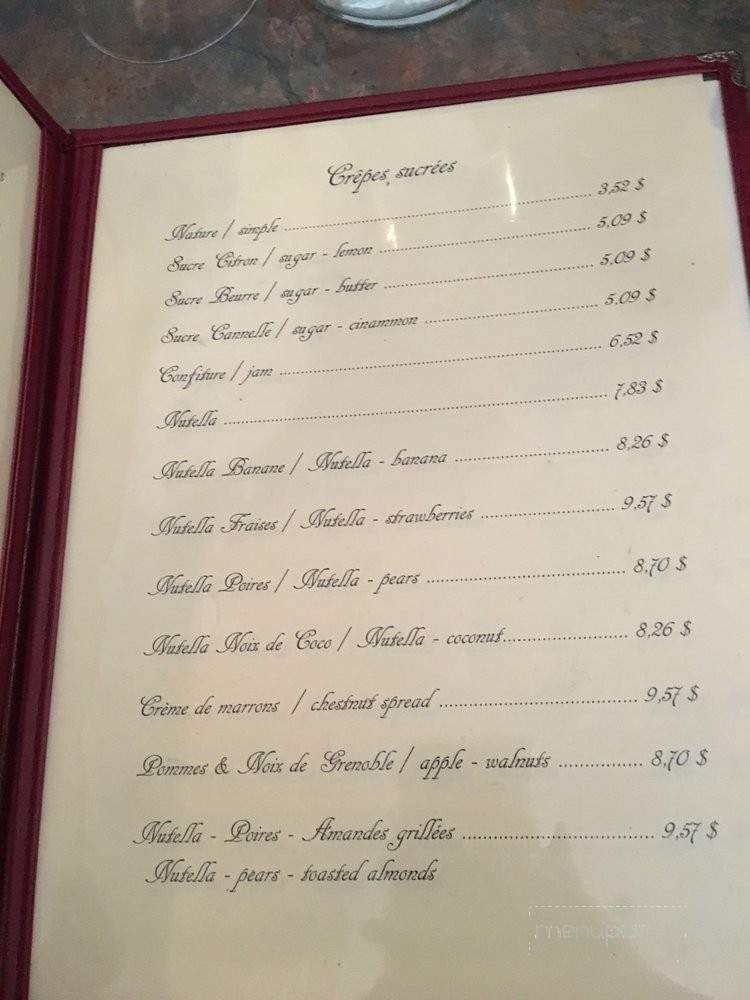 Crêpes sucrées
Nature / simple ........................................ 3,52 $
Sucre Citron / sugar - lemon ........................................ 5,09 $
Sucre Beurre / sugar - butter ........................................ 5,09 $
Sucre Cannelle / sugar - cinammon ........................................ 5,09 $
Confiture / jam ........................................ 6,52 $
Nutella ........................................ 7,83 $
Nutella Banane / Nutella - banana ........................................ 8,26 $
Nutella Fraises / Nutella - strawberries ........................................ 9,57 $
Nutella Poires / Nutella - pears ........................................ 8,70 $
Nutella Noix de Coco / Nutella - coconut........................................ 8,26 $
Crème de marrons / chestnut spread ........................................ 9,57 $
Pommes & Noix de Grenoble / apple - walnuts ................. 8,70 $
Nutella - Poires - Amandes grillées ........................................ 9,57 $
Nutella - pears - toasted almonds